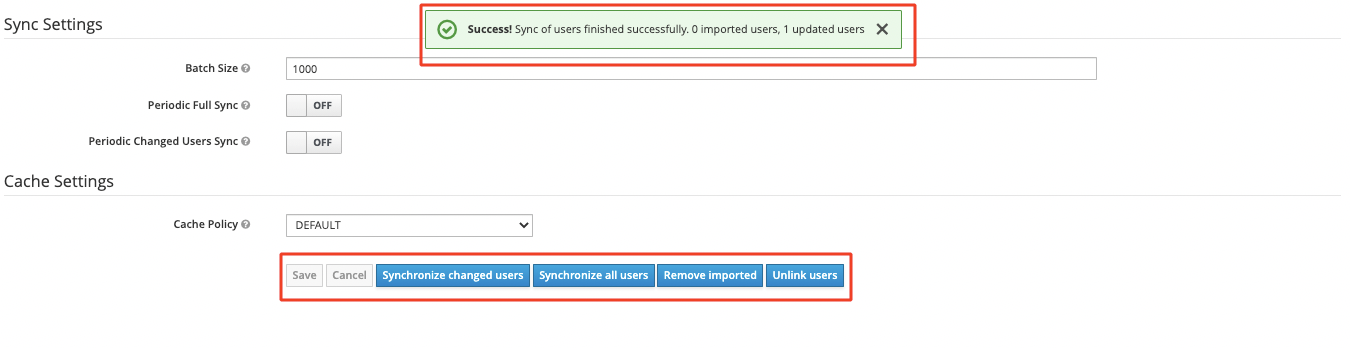 Sync Settings
Success! Sync of users finished successfully. 0 imported users, 1 updated users
Batch Size
1000
Periodic Full Sync
OFF
Periodic Changed Users Sync
OFF
Cache Settings
Cache Policy
DEFAULT
Save Cancel Synchronize changed users Synchronize all users Remove imported Unlink users